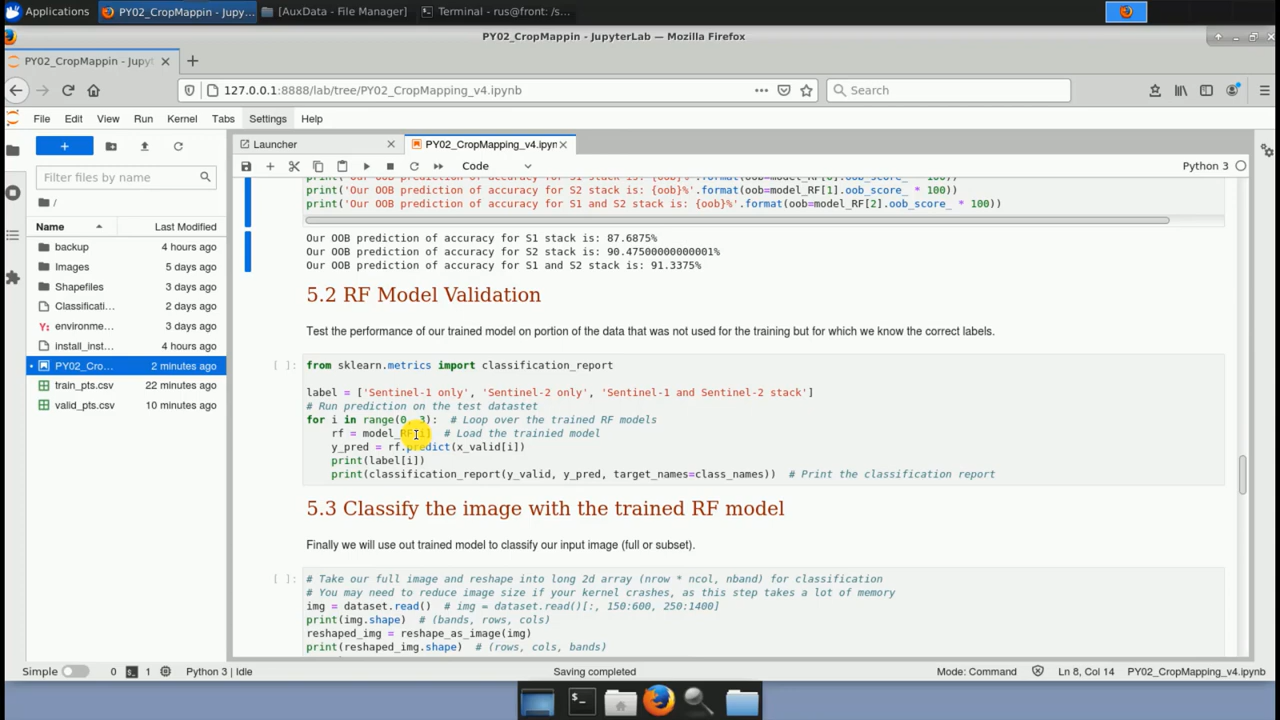 Applications
PY02_CropMappin - Jupy...
[AuxData - File Manager]
Terminal - rus@front: /s...
PY02_CropMappin - JupyterLab — Mozilla Firefox
PY02_CropMappin - Jupyt
127.0.0.1:8888/lab/tree/PY02_CropMapping_v4.ipynb
Search
File Edit View Run Kernel Tabs Settings Help
Launcher
PY02_CropMapping_v4.ipyn
Filter files by name
Code
Python 3
/
Name Last Modified
backup 4 hours ago
Images 5 days ago
Shapefiles 3 days ago
Classificati... 2 days ago
Y: environme... 3 days ago
install_inst... 4 hours ago
PY02_Cro... 2 minutes ago
train_pts.csv 22 minutes ago
valid_pts.csv 10 minutes ago
print('Our OOB prediction of accuracy for S2 stack is: {oob}%'.format(oob=model_RF[1].oob_score_ * 100))
print('Our OOB prediction of accuracy for S1 and S2 stack is: {oob}%'.format(oob=model_RF[2].oob_score_ * 100))
Our OOB prediction of accuracy for S1 stack is: 87.6875%
Our OOB prediction of accuracy for S2 stack is: 90.47500000000001%
Our OOB prediction of accuracy for S1 and S2 stack is: 91.3375%
5.2 RF Model Validation
Test the performance of our trained model on portion of the data that was not used for the training but for which we know the correct labels.
[ ]: from sklearn.metrics import classification_report
label = ['Sentinel-1 only', 'Sentinel-2 only', 'Sentinel-1 and Sentinel-2 stack']
# Run prediction on the test datastet
for i in range(0, 3): # Loop over the trained RF models
rf = model_RF[i] # Load the trainied model
y_pred = rf.predict(x_valid[i])
print(label[i])
print(classification_report(y_valid, y_pred, target_names=class_names)) # Print the classification report
5.3 Classify the image with the trained RF model
Finally we will use out trained model to classify our input image (full or subset).
[ ]: # Take our full image and reshape into long 2d array (nrow * ncol, nband) for classification
# You may need to reduce image size if your kernel crashes, as this step takes a lot of memory
img = dataset.read() # img = dataset.read()[:, 150:600, 250:1400]
print(img.shape) # (bands, rows, cols)
reshaped_img = reshape_as_image(img)
print(reshaped_img.shape) # (rows, cols, bands)
Simple 0 1 Python 3 | Idle Saving completed Mode: Command Ln 8, Col 14 PY02_CropMapping_v4.ipynb